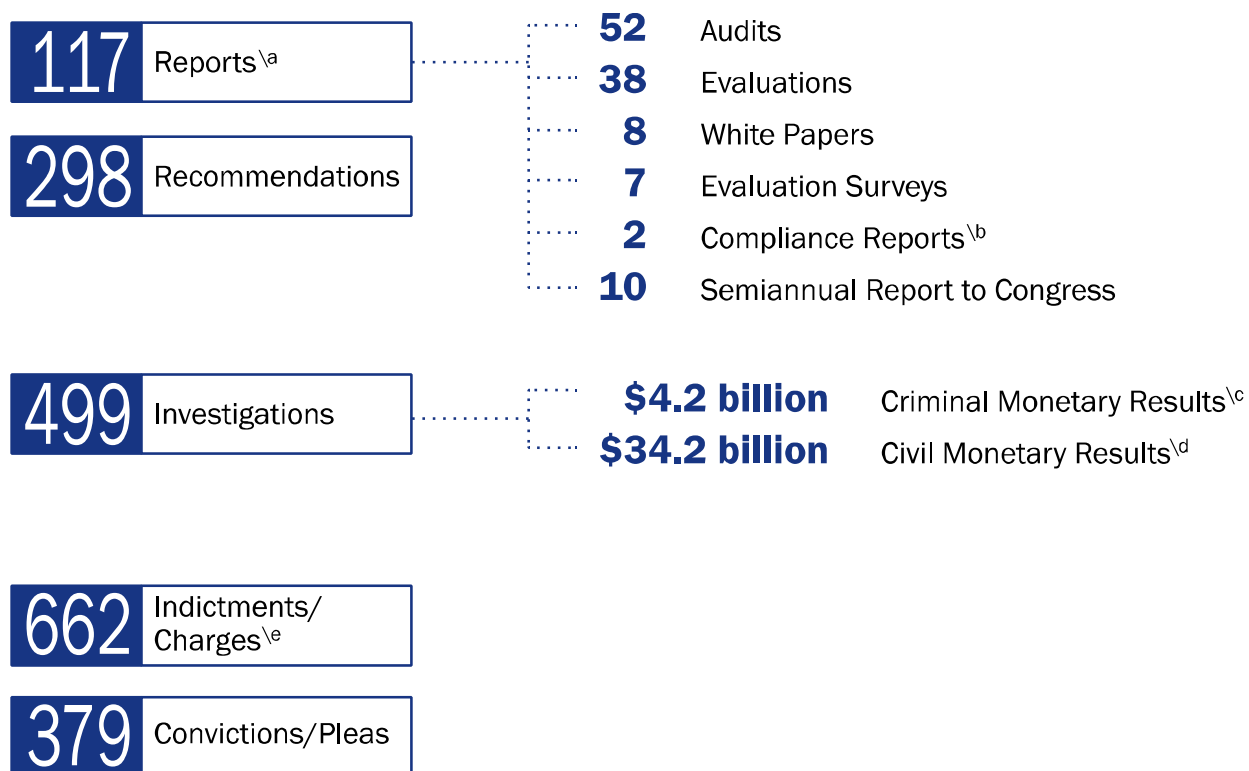 117 Reports\a
52 Audits
38 Evaluations
8 White Papers
7 Evaluation Surveys
2 Compliance Reports\b
10 Semiannual Report to Congress
298 Recommendations
499 Investigations
$4.2 billion Criminal Monetary Results\c
$34.2 billion Civil Monetary Results\d
662 Indictments/
Charges\e
379 Convictions/Pleas